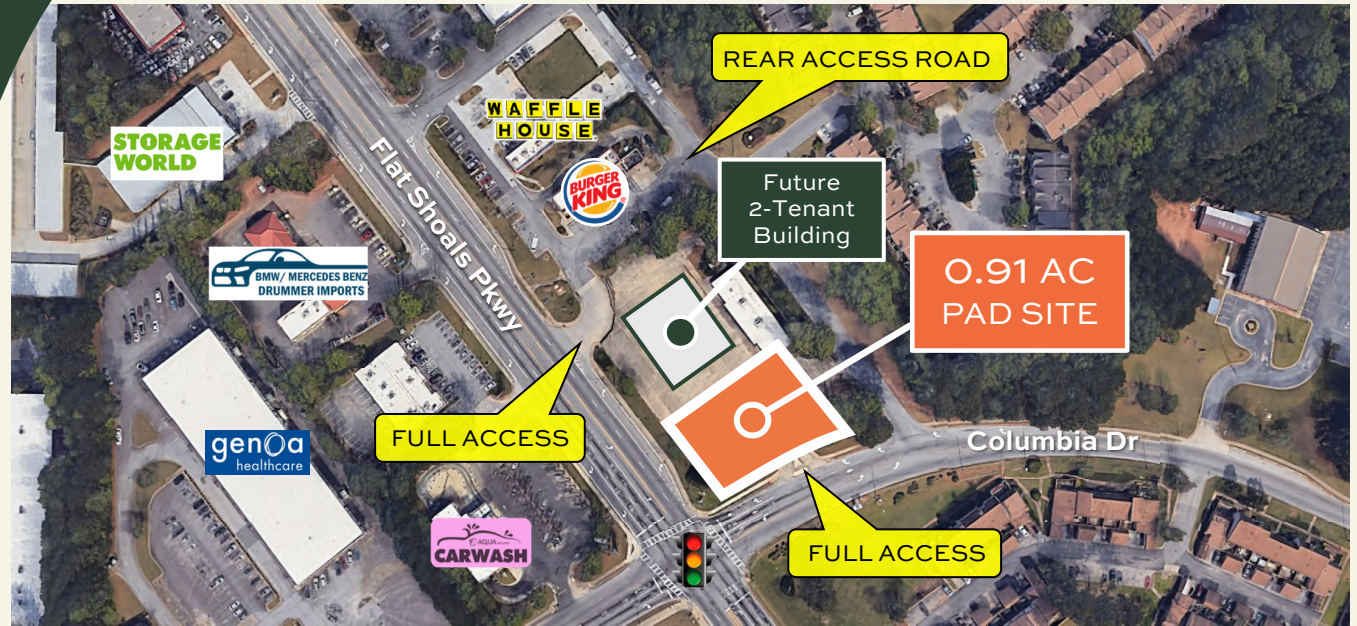 REAR ACCESS ROAD
WAFFLE
HOUSE
STORAGE
WORLD
Flat Shoals Pkwy
BURGER
KING
Future
2-Tenant
Building
BMW/ MERCEDES BENZ
DRUMMER IMPORTS
0.91 AC
PAD SITE
FULL ACCESS
genoa
healthcare
Columbia Dr
AQUA
CARWASH
FULL ACCESS